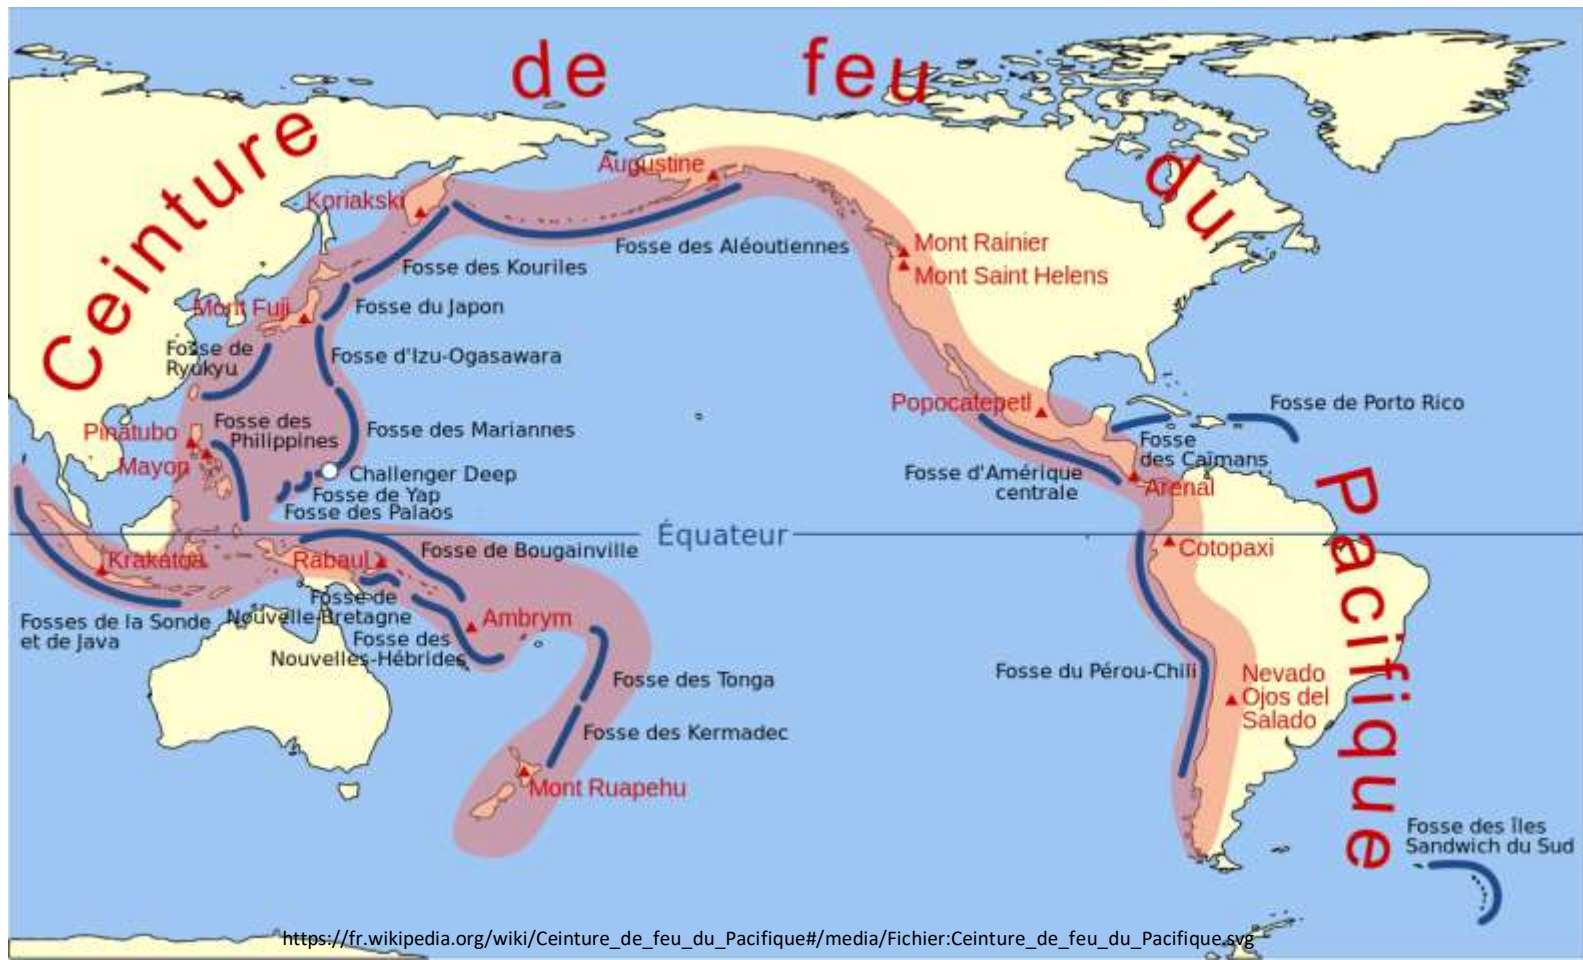 Ceinture
de
feu
du
Pacifique
Augustine
Koriakski
Fosse des Aléoutiennes
Mont Rainier
Mont Saint Helens
Fosse des Kouriles
Mont Fuji
Fosse du Japon
Fosse de
Ryukyu
Fosse d'Izu-Ogasawara
Popocatepetl
Fosse de Porto Rico
Pinatubo
Fosse des
Philippines
Fosse des Mariannes
Fosse
des Caïmans
Mayon
Challenger Deep
Fosse d'Amérique
centrale
Arenal
Fosse de Yap
Fosse des Palaos
Équateur
Krakatoa
Rabaul
Fosse de Bougainville
Cotopaxi
Fosses de la Sonde
et de Java
Fosse de
Nouvelle-Bretagne
Ambrym
Fosse des
Nouvelles-Hébrides
Fosse des Tonga
Fosse du Pérou-Chili
Nevado
Ojos del
Salado
Fosse des Kermadec
Mont Ruapehu
Fosse des îles
Sandwich du Sud
https://fr.wikipedia.org/wiki/Ceinture_de_feu_du_Pacifique#/media/Fichier:Ceinture_de_feu_du_Pacifique.svg